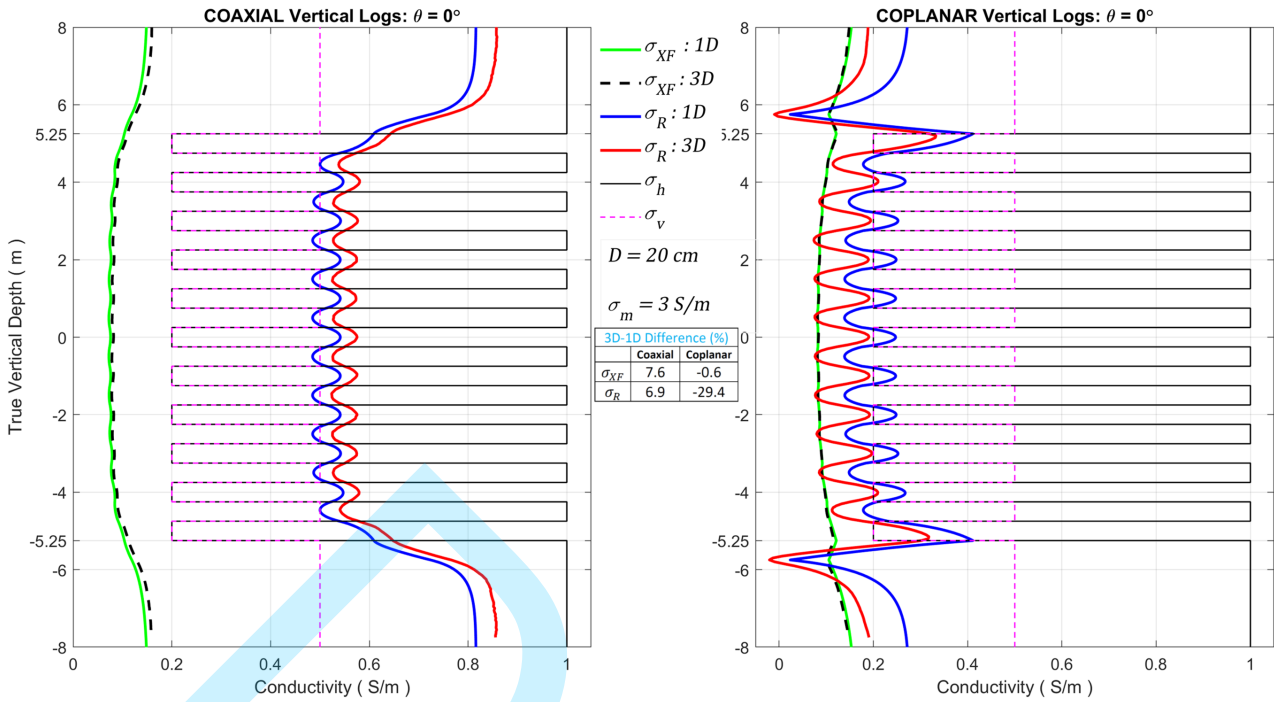 COAXIAL Vertical Logs: θ = 0°
True Vertical Depth ( m )
8
6
5.25
4
2
0
-2
-4
-5.25
-6
-8
0
0.2
0.4
0.6
0.8
1
Conductivity ( S/m )
σXF : 1D
σXF : 3D
σR : 1D
σR : 3D
σh
σv
D = 20 cm
σm = 3 S/m
3D-1D Difference (%)
Coaxial Coplanar
σXF 7.6 -0.6
σR 6.9 -29.4
COPLANAR Vertical Logs: θ = 0°
8
6
5.25
4
2
0
-2
-4
-5.25
-6
-8
0
0.2
0.4
0.6
0.8
1
Conductivity ( S/m )